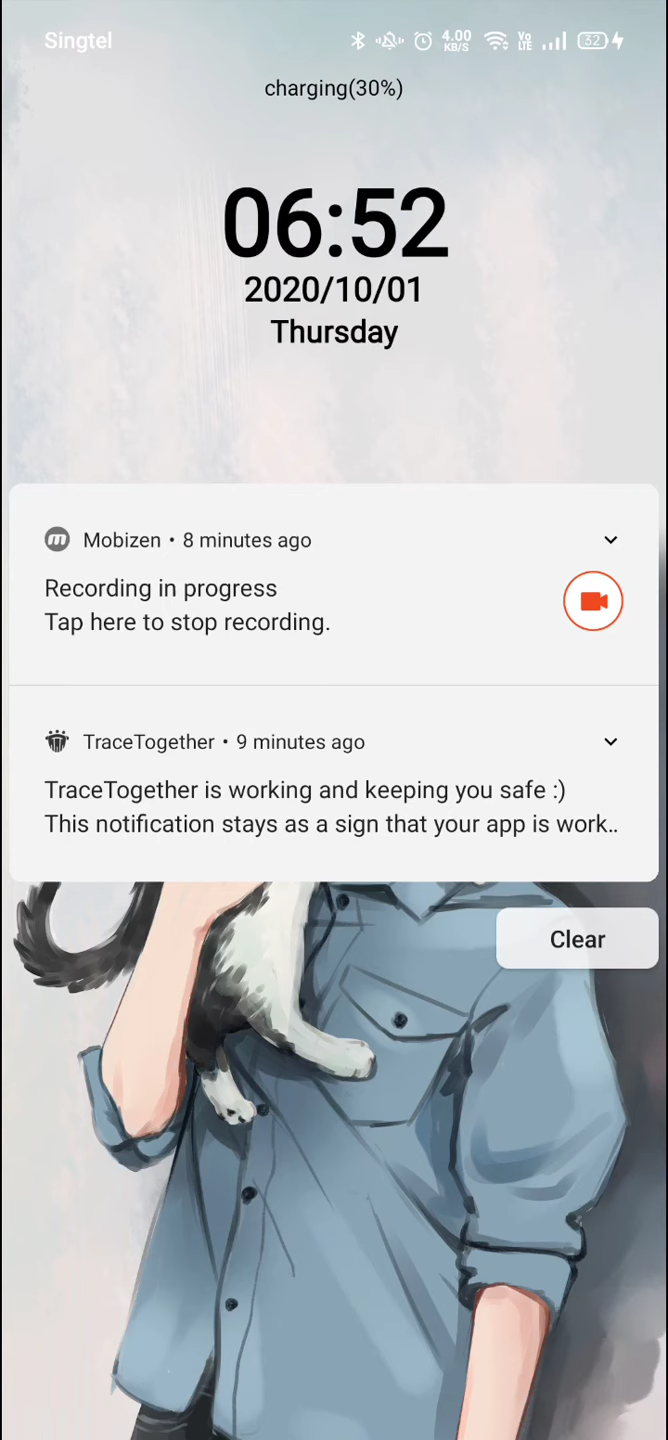 Singtel
4.00 KB/S
Vo LTE
32
charging(30%)
06:52
2020/10/01
Thursday
Mobizen • 8 minutes ago
Recording in progress
Tap here to stop recording.
TraceTogether • 9 minutes ago
TraceTogether is working and keeping you safe :)
This notification stays as a sign that your app is work..
Clear